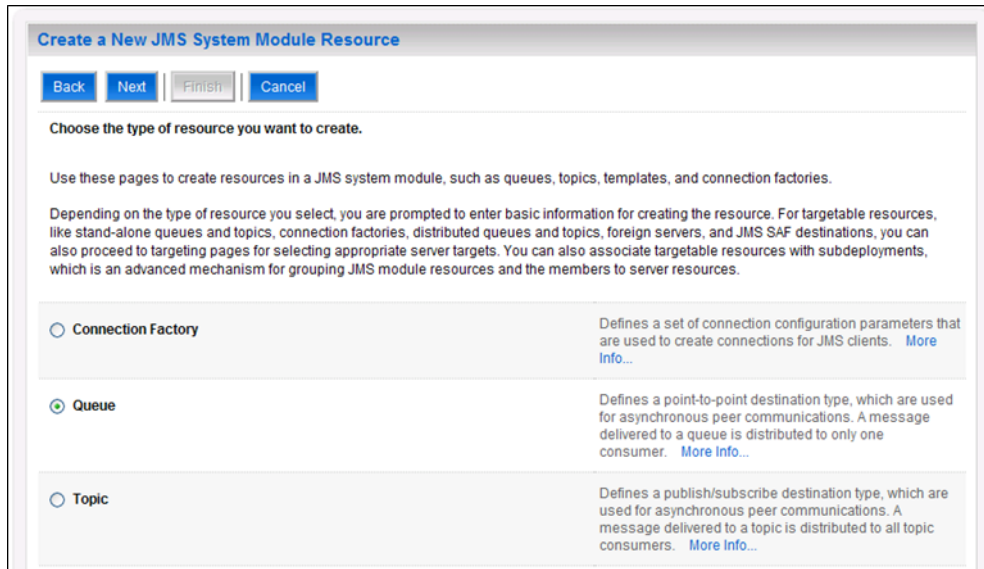 Create a New JMS System Module Resource
Back Next Finish Cancel
Choose the type of resource you want to create.
Use these pages to create resources in a JMS system module, such as queues, topics, templates, and connection factories.
Depending on the type of resource you select, you are prompted to enter basic information for creating the resource. For targetable resources,
like stand-alone queues and topics, connection factories, distributed queues and topics, foreign servers, and JMS SAF destinations, you can
also proceed to targeting pages for selecting appropriate server targets. You can also associate targetable resources with subdeployments,
which is an advanced mechanism for grouping JMS module resources and the members to server resources.
Connection Factory
Defines a set of connection configuration parameters that
are used to create connections for JMS clients. More
Info...
Queue
Defines a point-to-point destination type, which are used
for asynchronous peer communications. A message
delivered to a queue is distributed to only one
consumer. More Info...
Topic
Defines a publish/subscribe destination type, which are
used for asynchronous peer communications. A
message delivered to a topic is distributed to all topic
consumers. More Info...